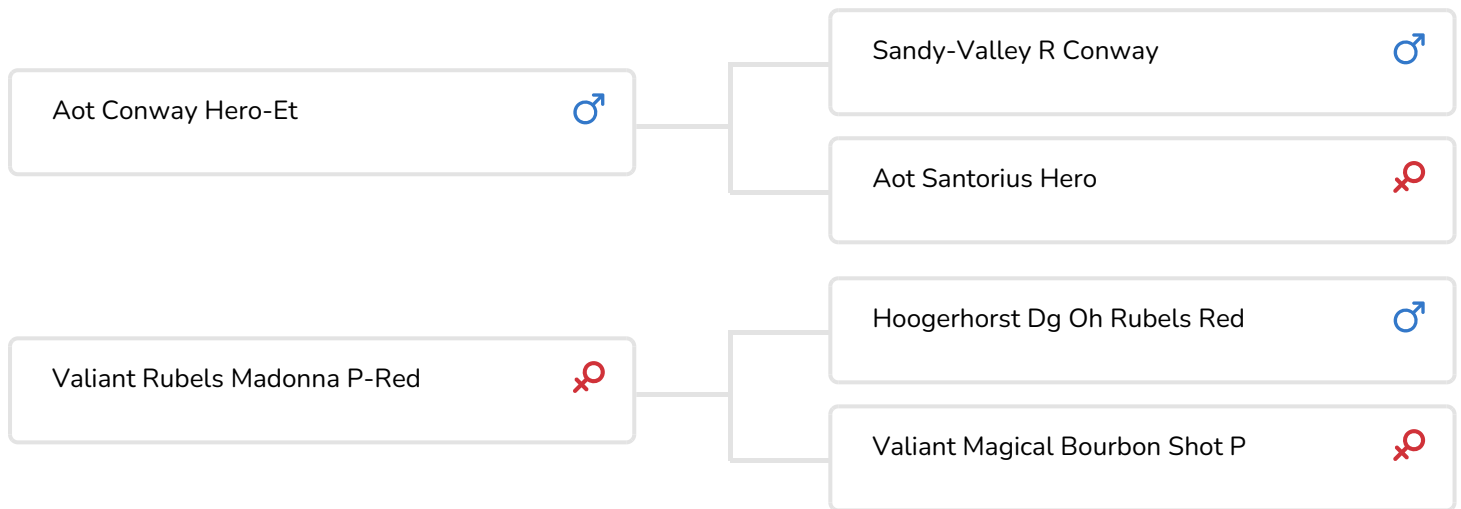 Sandy-Valley R Conway
Aot Conway Hero-Et
Aot Santorius Hero
Hoogerhorst Dg Oh Rubels Red
Valiant Rubels Madonna P-Red
Valiant Magical Bourbon Shot P